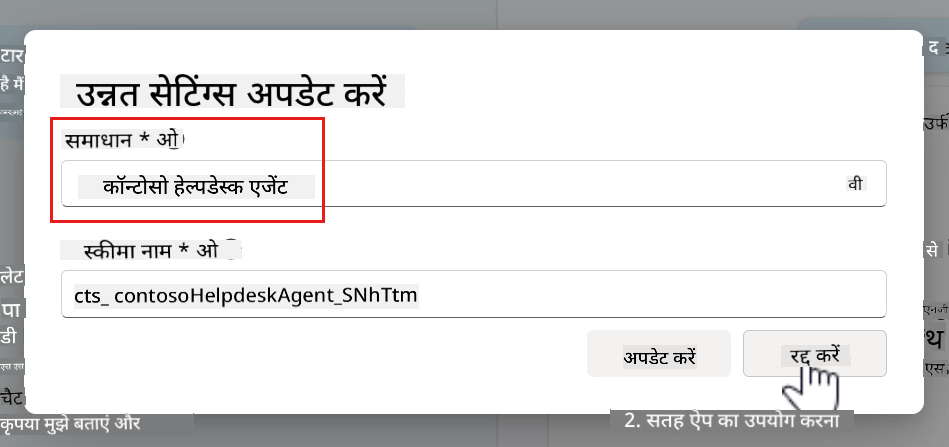 टार
द
है मैं
उन्नत सेटिंग्स अपडेट करें
उर्फ
समाधान * ओ
कॉन्टोसो हेल्पडेस्क एजेंट
वी
स्कीमा नाम * ओ
से
लेट
cts_ contosoHelpdeskAgent_SNhTtm
पा
एनजी
डी
थ
अपडेट करें
रद्द करें
एस
चैट
कृपया मुझे बताएं और
2. सतह ऐप का उपयोग करना